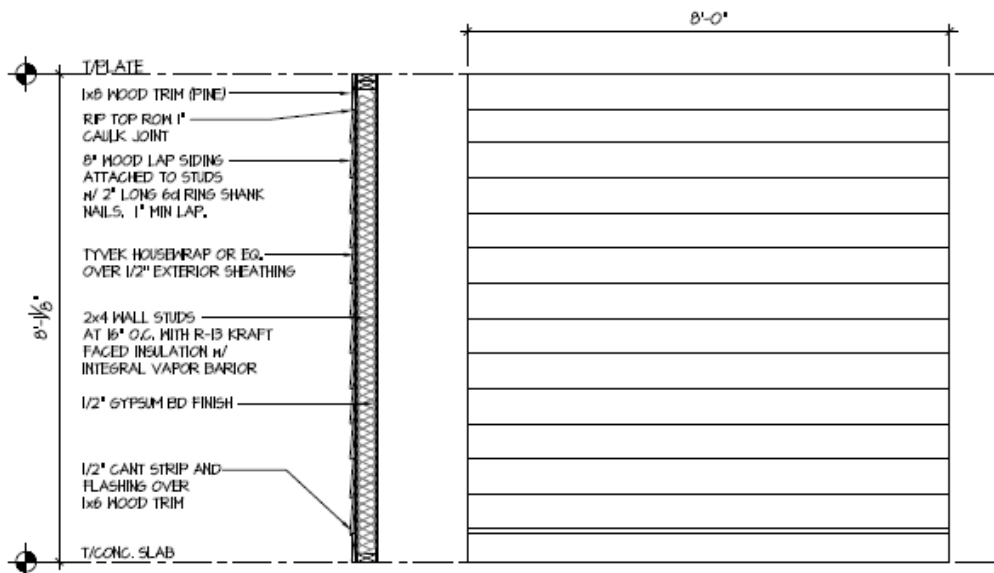 8'-0"
T/PLATE
1x8 WOOD TRIM (PINE)
RIP TOP ROW 1"
CAULK JOINT
8" WOOD LAP SIDING
ATTACHED TO STUDS
W/ 2" LONG 6d RING SHANK
NAILS. 1" MIN LAP.
TYVEK HOUSEWRAP OR EQ.
OVER 1/2" EXTERIOR SHEATHING
8'-1 1/8"
2x4 WALL STUDS
AT 16" O.C. WITH R-13 KRAFT
FACED INSULATION W/
INTEGRAL VAPOR BARIOR
1/2" GYPSUM BD FINISH
1/2" CANT STRIP AND
FLASHING OVER
1x6 WOOD TRIM
T/CONC. SLAB